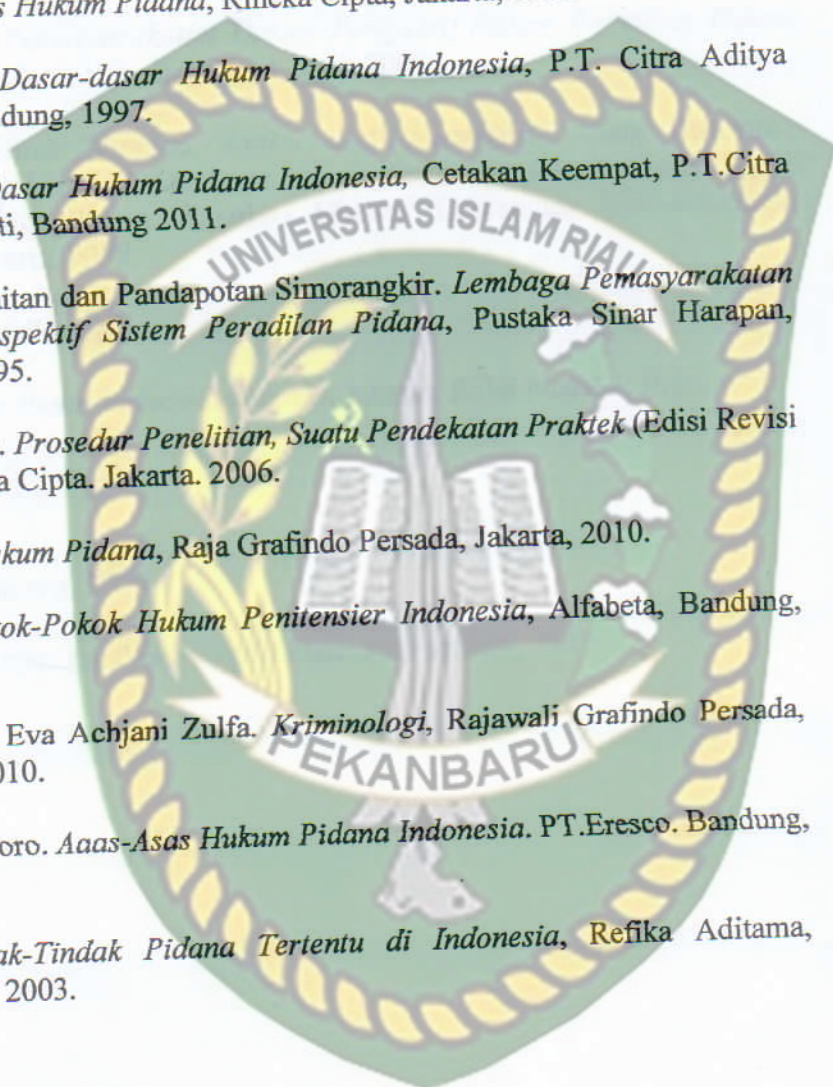 s Hukum Pidana, Rineka Cipta, Jakarta,
Dasar-dasar Hukum Pidana Indonesia, P.T. Citra Aditya
dung, 1997.
asar Hukum Pidana Indonesia, Cetakan Keempat, P.T.Citra
ti, Bandung 2011.
UNIVERSITAS ISLAM RIAU
itan dan Pandapotan Simorangkir. Lembaga Pemasyarakatan
spektif Sistem Peradilan Pidana, Pustaka Sinar Harapan,
95.
. Prosedur Penelitian, Suatu Pendekatan Praktek (Edisi Revisi
a Cipta. Jakarta. 2006.
kum Pidana, Raja Grafindo Persada, Jakarta, 2010.
ok-Pokok Hukum Penitensier Indonesia, Alfabeta, Bandung,
Eva Achjani Zulfa. Kriminologi, Rajawali Grafindo Persada,
010.
PEKANBARU
oro. Aaas-Asas Hukum Pidana Indonesia. PT.Eresco. Bandung,
ak-Tindak Pidana Tertentu di Indonesia, Refika Aditama,
2003.